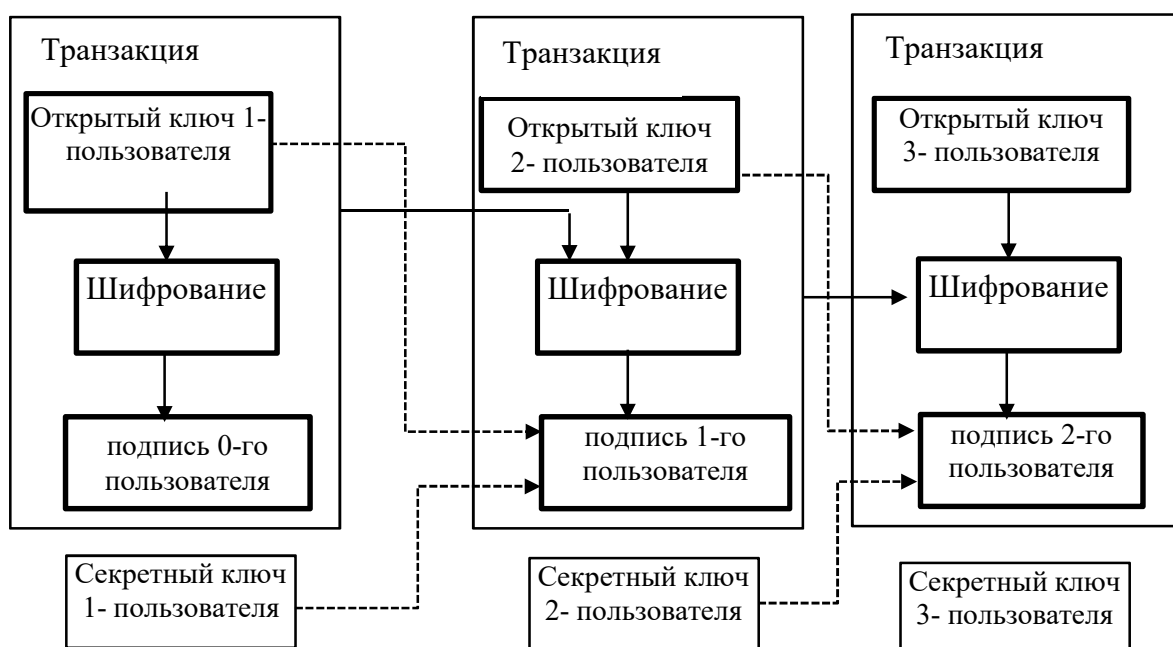 Транзакция
Открытый ключ 1-
пользователя
Шифрование
подпись 0-го
пользователя
Секретный ключ
1- пользователя
Транзакция
Открытый ключ
2- пользователя
Шифрование
подпись 1-го
пользователя
Секретный ключ
2- пользователя
Транзакция
Открытый ключ
3- пользователя
Шифрование
подпись 2-го
пользователя
Секретный ключ
3- пользователя